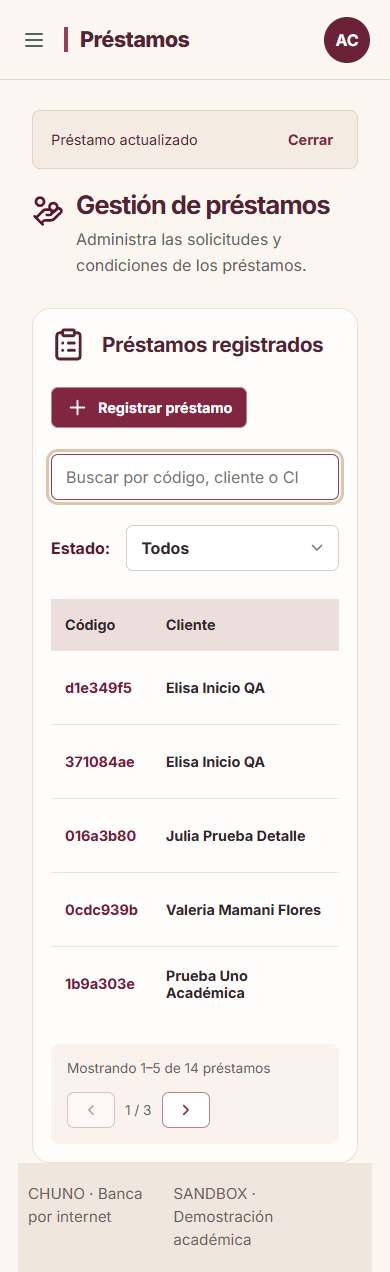 Préstamos
AC
Préstamo actualizado
Cerrar
Gestión de préstamos
Administra las solicitudes y
condiciones de los préstamos.
Préstamos registrados
Registrar préstamo
Buscar por código, cliente o CI
Estado:
Todos
Código Cliente
d1e349f5 Elisa Inicio QA
371084ae Elisa Inicio QA
016a3b80 Julia Prueba Detalle
0cdc939b Valeria Mamani Flores
1b9a303e Prueba Uno
Académica
Mostrando 1–5 de 14 préstamos
1 / 3
CHUNO · Banca
por internet
SANDBOX ·
Demostración
académica